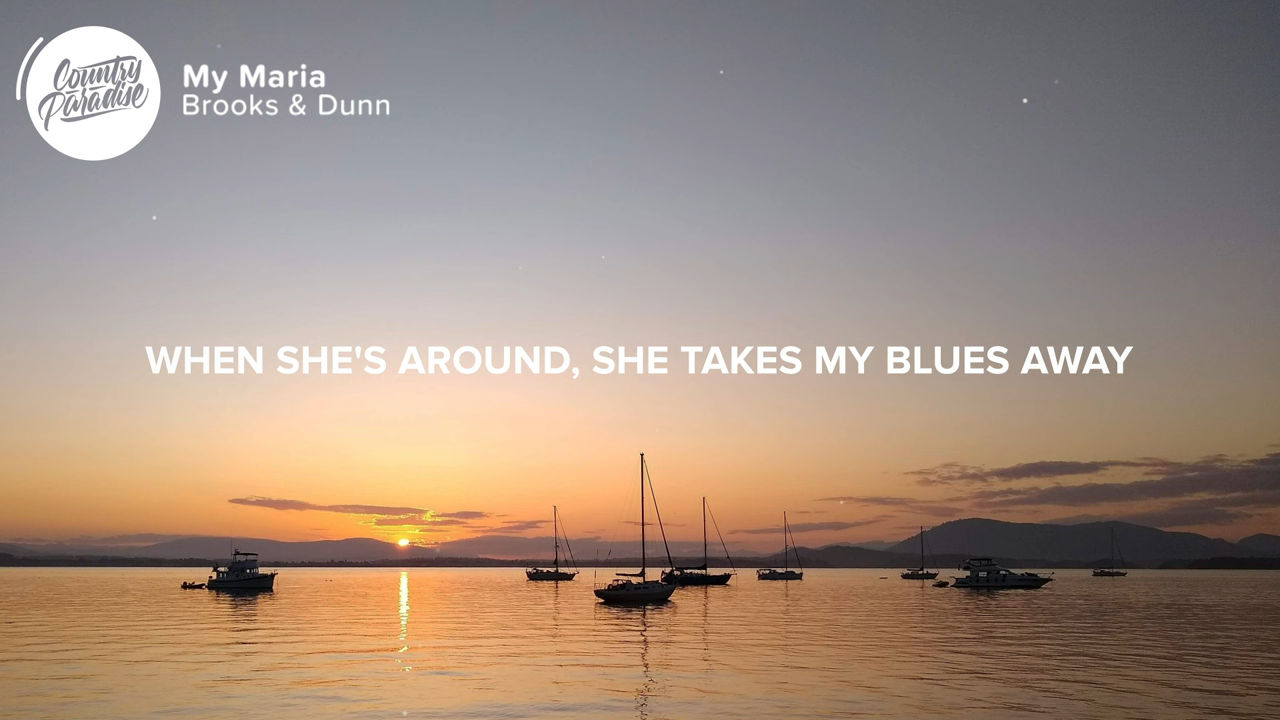 Country
Paradise
My Maria
Brooks & Dunn
WHEN SHE'S AROUND, SHE TAKES MY BLUES AWAY